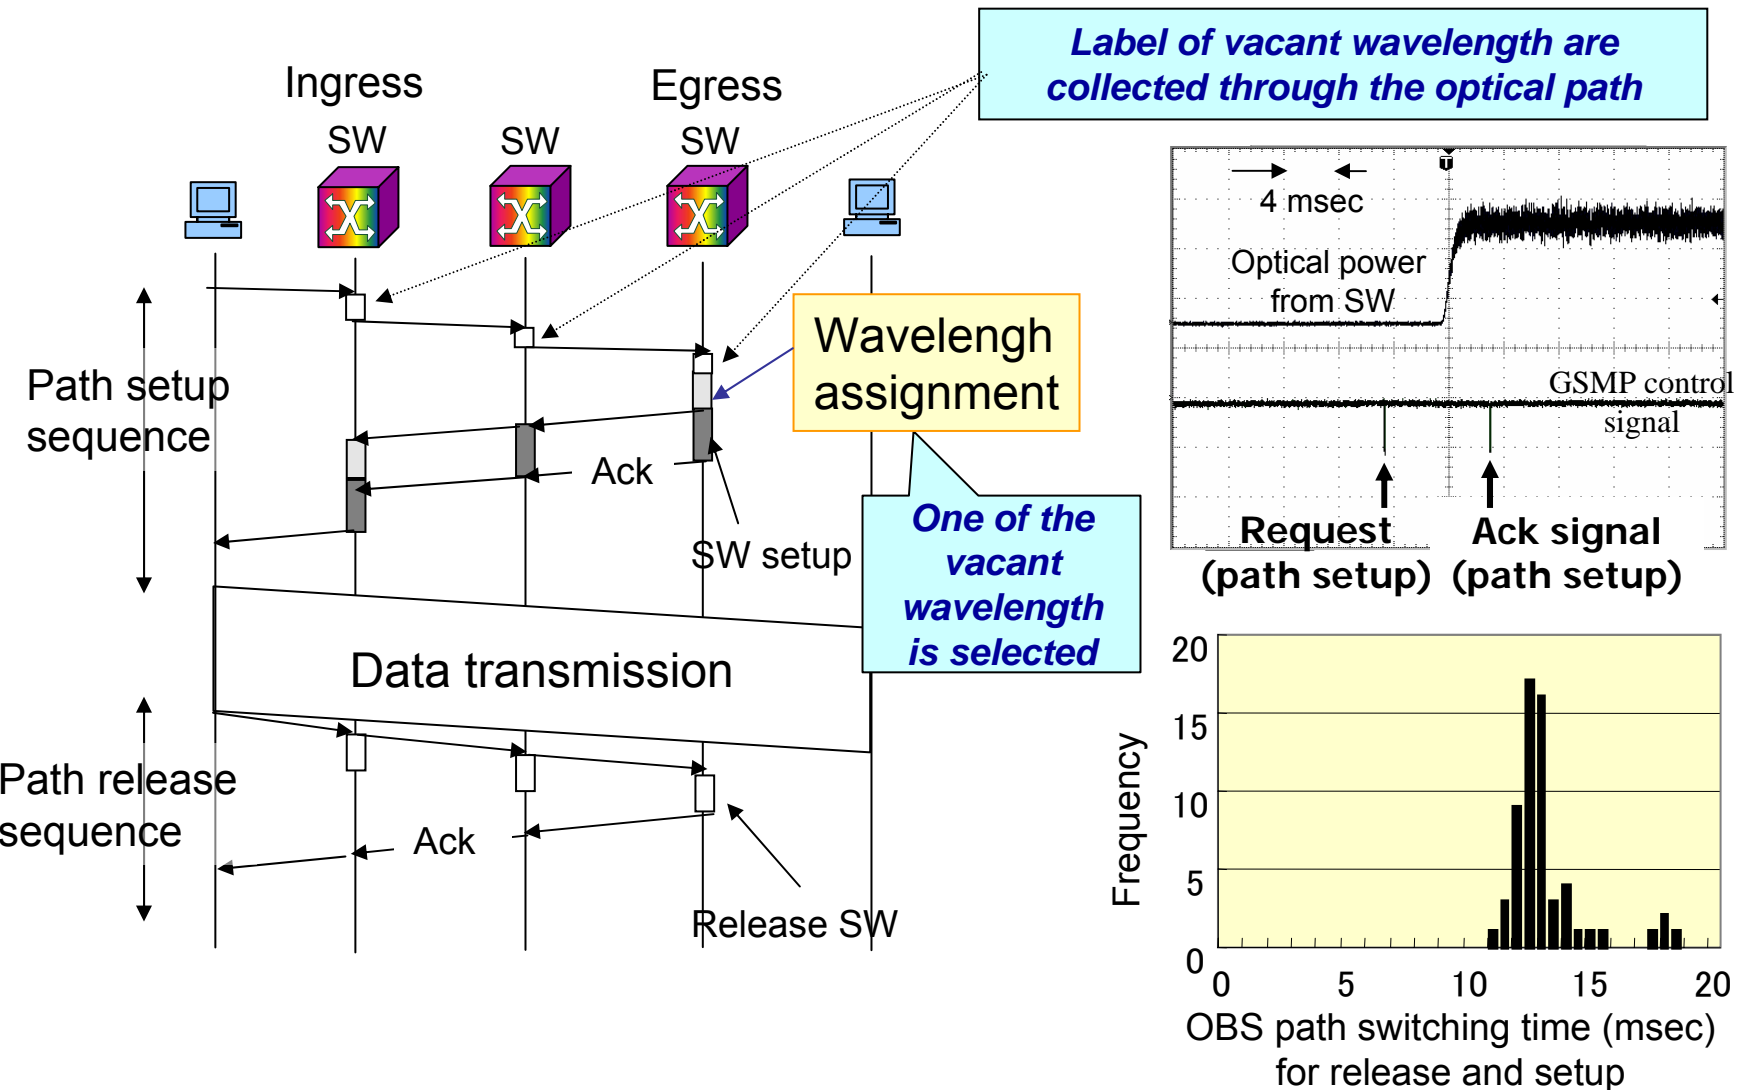 Label of vacant wavelength are
collected through the optical path
Ingress
Egress
SW
SW
SW
4 msec
Optical power
from SW
GSMP control
signal
Request
(path setup)
Ack signal
(path setup)
Path setup
sequence
Wavelengh
assignment
Ack
SW setup
One of the
vacant
wavelength
is selected
Data transmission
Path release
sequence
Ack
Release SW
20
15
10
5
0
Frequency
0 5 10 15 20
OBS path switching time (msec)
for release and setup